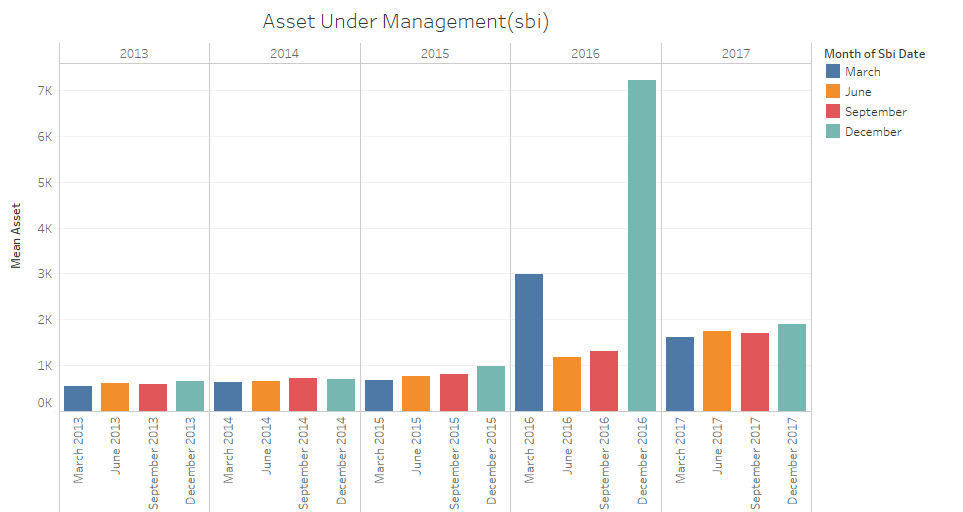 Asset Under Management(sbi)
2013
2014
2015
2016
2017
Month of Sbi Date
March
June
September
December
Mean Asset
7K
6K
5K
4K
3K
2K
1K
0K
March 2013
June 2013
September 2013
December 2013
March 2014
June 2014
September 2014
December 2014
March 2015
June 2015
September 2015
December 2015
March 2016
June 2016
September 2016
December 2016
March 2017
June 2017
September 2017
December 2017